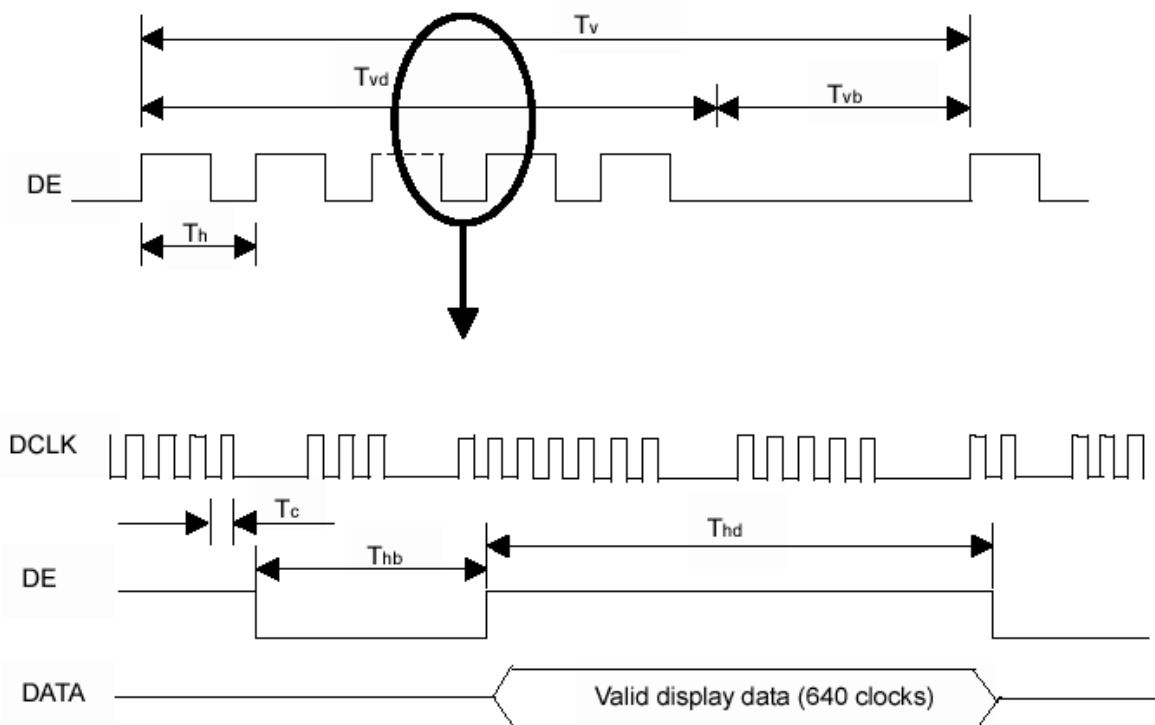 Tv
Tvd
Tvb
DE
Th
DCLK
Tc
Thd
Thb
DE
DATA
Valid display data (640 clocks)